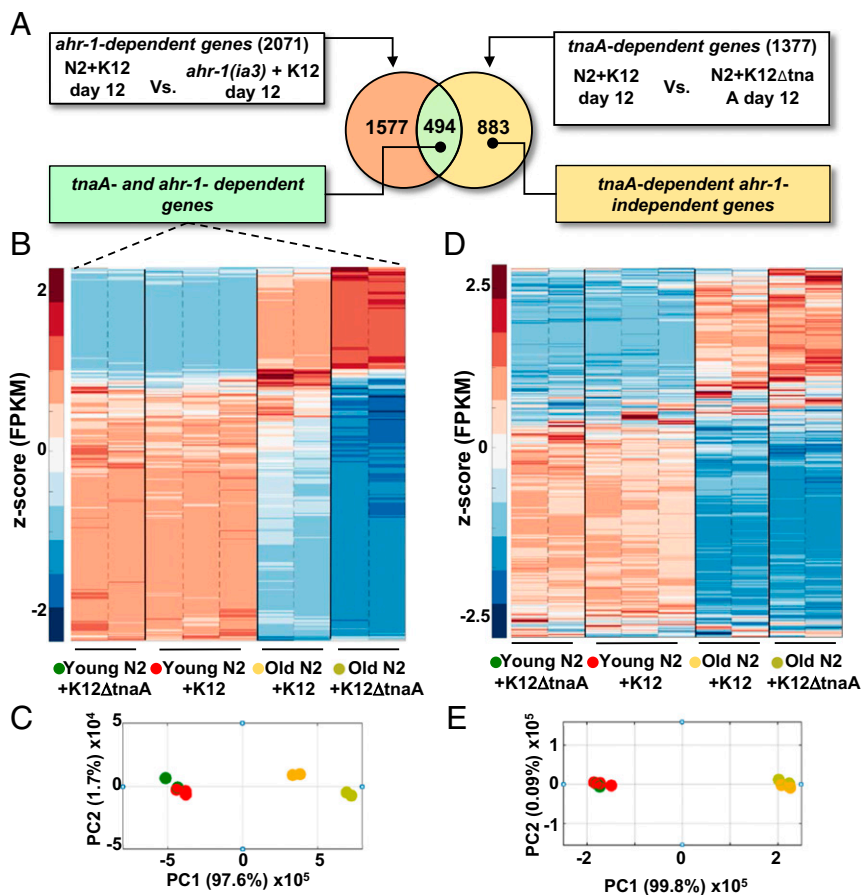 A
ahr-1-dependent genes (2071)
N2+K12 day 12 Vs. ahr-1(ia3) + K12 day 12
tnaA-dependent genes (1377)
N2+K12 day 12 Vs. N2+K12Δtna A day 12
1577 494 883
tnaA- and ahr-1- dependent genes
tnaA-dependent ahr-1-independent genes
B
z-score (FPKM)
2
0
-2
Young N2 +K12ΔtnaA
Young N2 +K12
Old N2 +K12
Old N2 +K12ΔtnaA
D
z-score (FPKM)
2.5
0
-2.5
Young N2 +K12ΔtnaA
Young N2 +K12
Old N2 +K12
Old N2 +K12ΔtnaA
C
PC2 (1.7%) x10⁴
5
0
-5
-5 0 5
PC1 (97.6%) x10⁵
E
PC2 (0.09%) x10⁵
1
0
-1
-2 0 2
PC1 (99.8%) x10⁵